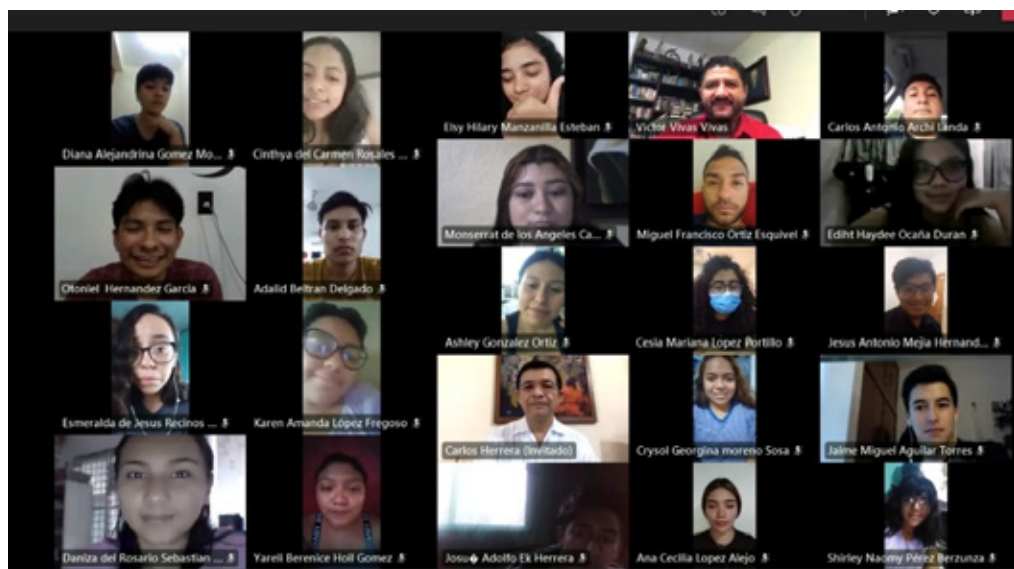 Elsy Hilary Manzanilla Esteban
Victor Vivas Vivas
Carlos Antonio Archi Landa
Diana Alejandrina Gomez Mo...
Cinthya del Carmen Rosales ...
Monserrat de los Angeles Ca...
Miguel Francisco Ortiz Esquivel
Ediht Haydee Ocaña Duran
Otoniel Hernandez Garcia
Adalid Beltran Delgado
Ashley Gonzalez Ortiz
Cesia Mariana Lopez Portillo
Jesus Antonio Mejia Hernand...
Esmeralda de Jesus Recinos ...
Karen Amanda López Fregoso
Carlos Herrera (Invitado)
Crysol Georgina moreno Sosa
Jaime Miguel Aguilar Torres
Daniza del Rosario Sebastian ...
Yareli Berenice Holl Gomez
Josu� Adolfo Ek Herrera
Ana Cecilia Lopez Alejo
Shirley Naomy Pérez Berzunza